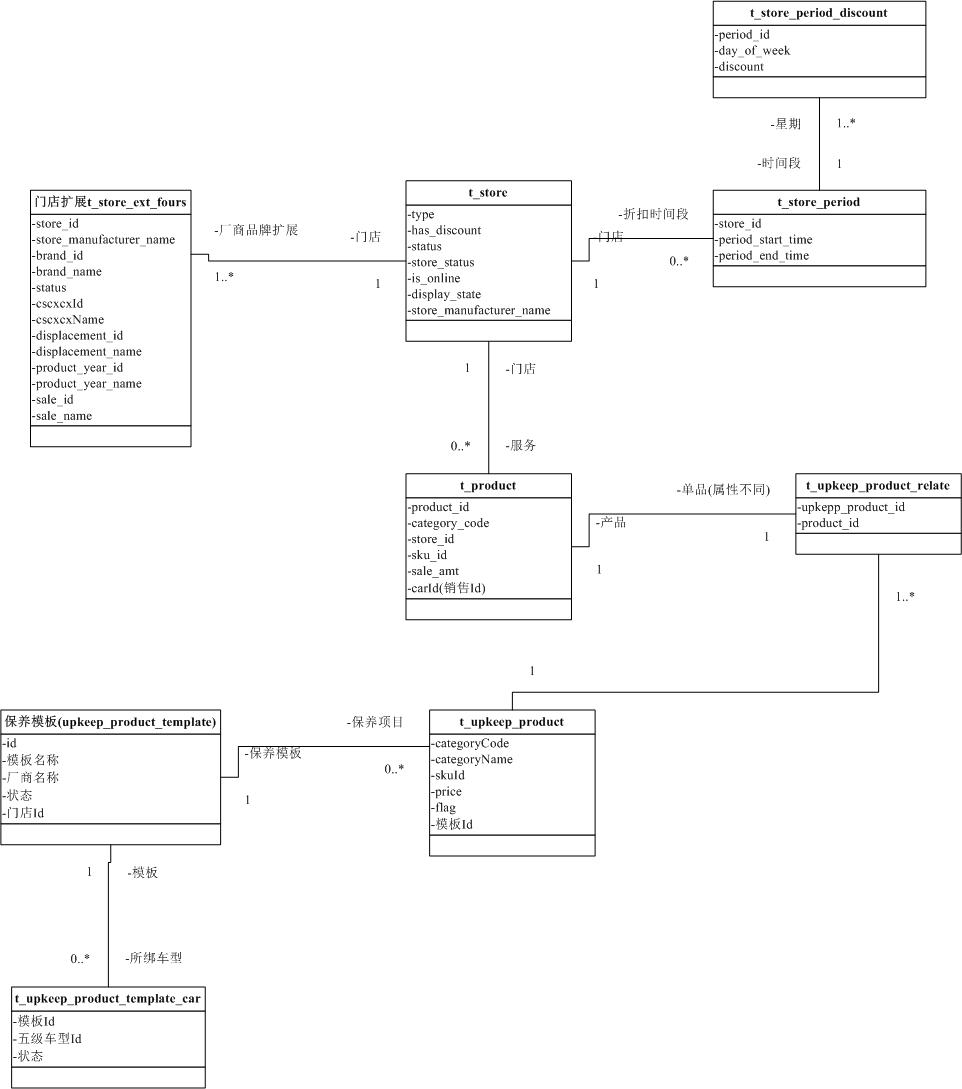 t_store_period_discount
-period_id
-day_of_week
-discount
-星期
1..*
-时间段
1
t_store_period
-store_id
-period_start_time
-period_end_time
门店扩展t_store_ext_fours
-store_id
-store_manufacturer_name
-brand_id
-brand_name
-status
-cscxcxId
-cscxcxName
-displacement_id
-displacement_name
-product_year_id
-product_year_name
-sale_id
-sale_name
-厂商品牌扩展
1..*
-门店
1
t_store
-type
-has_discount
-status
-store_status
-is_online
-display_state
-store_manufacturer_name
-折扣时间段
-门店
0..*
1
1
-门店
0..*
-服务
t_product
-product_id
-category_code
-store_id
-sku_id
-sale_amt
-carId(销售Id)
-单品(属性不同)
-产品
1
1
t_upkeep_product_relate
-upkepp_product_id
-product_id
1..*
1
保养模板(upkeep_product_template)
-id
-模板名称
-厂商名称
-状态
-门店Id
-保养项目
-保养模板
0..*
1
t_upkeep_product
-categoryCode
-categoryName
-skuId
-price
-flag
-模板Id
1
-模板
0..*
-所绑车型
t_upkeep_product_template_car
-模板Id
-五级车型Id
-状态